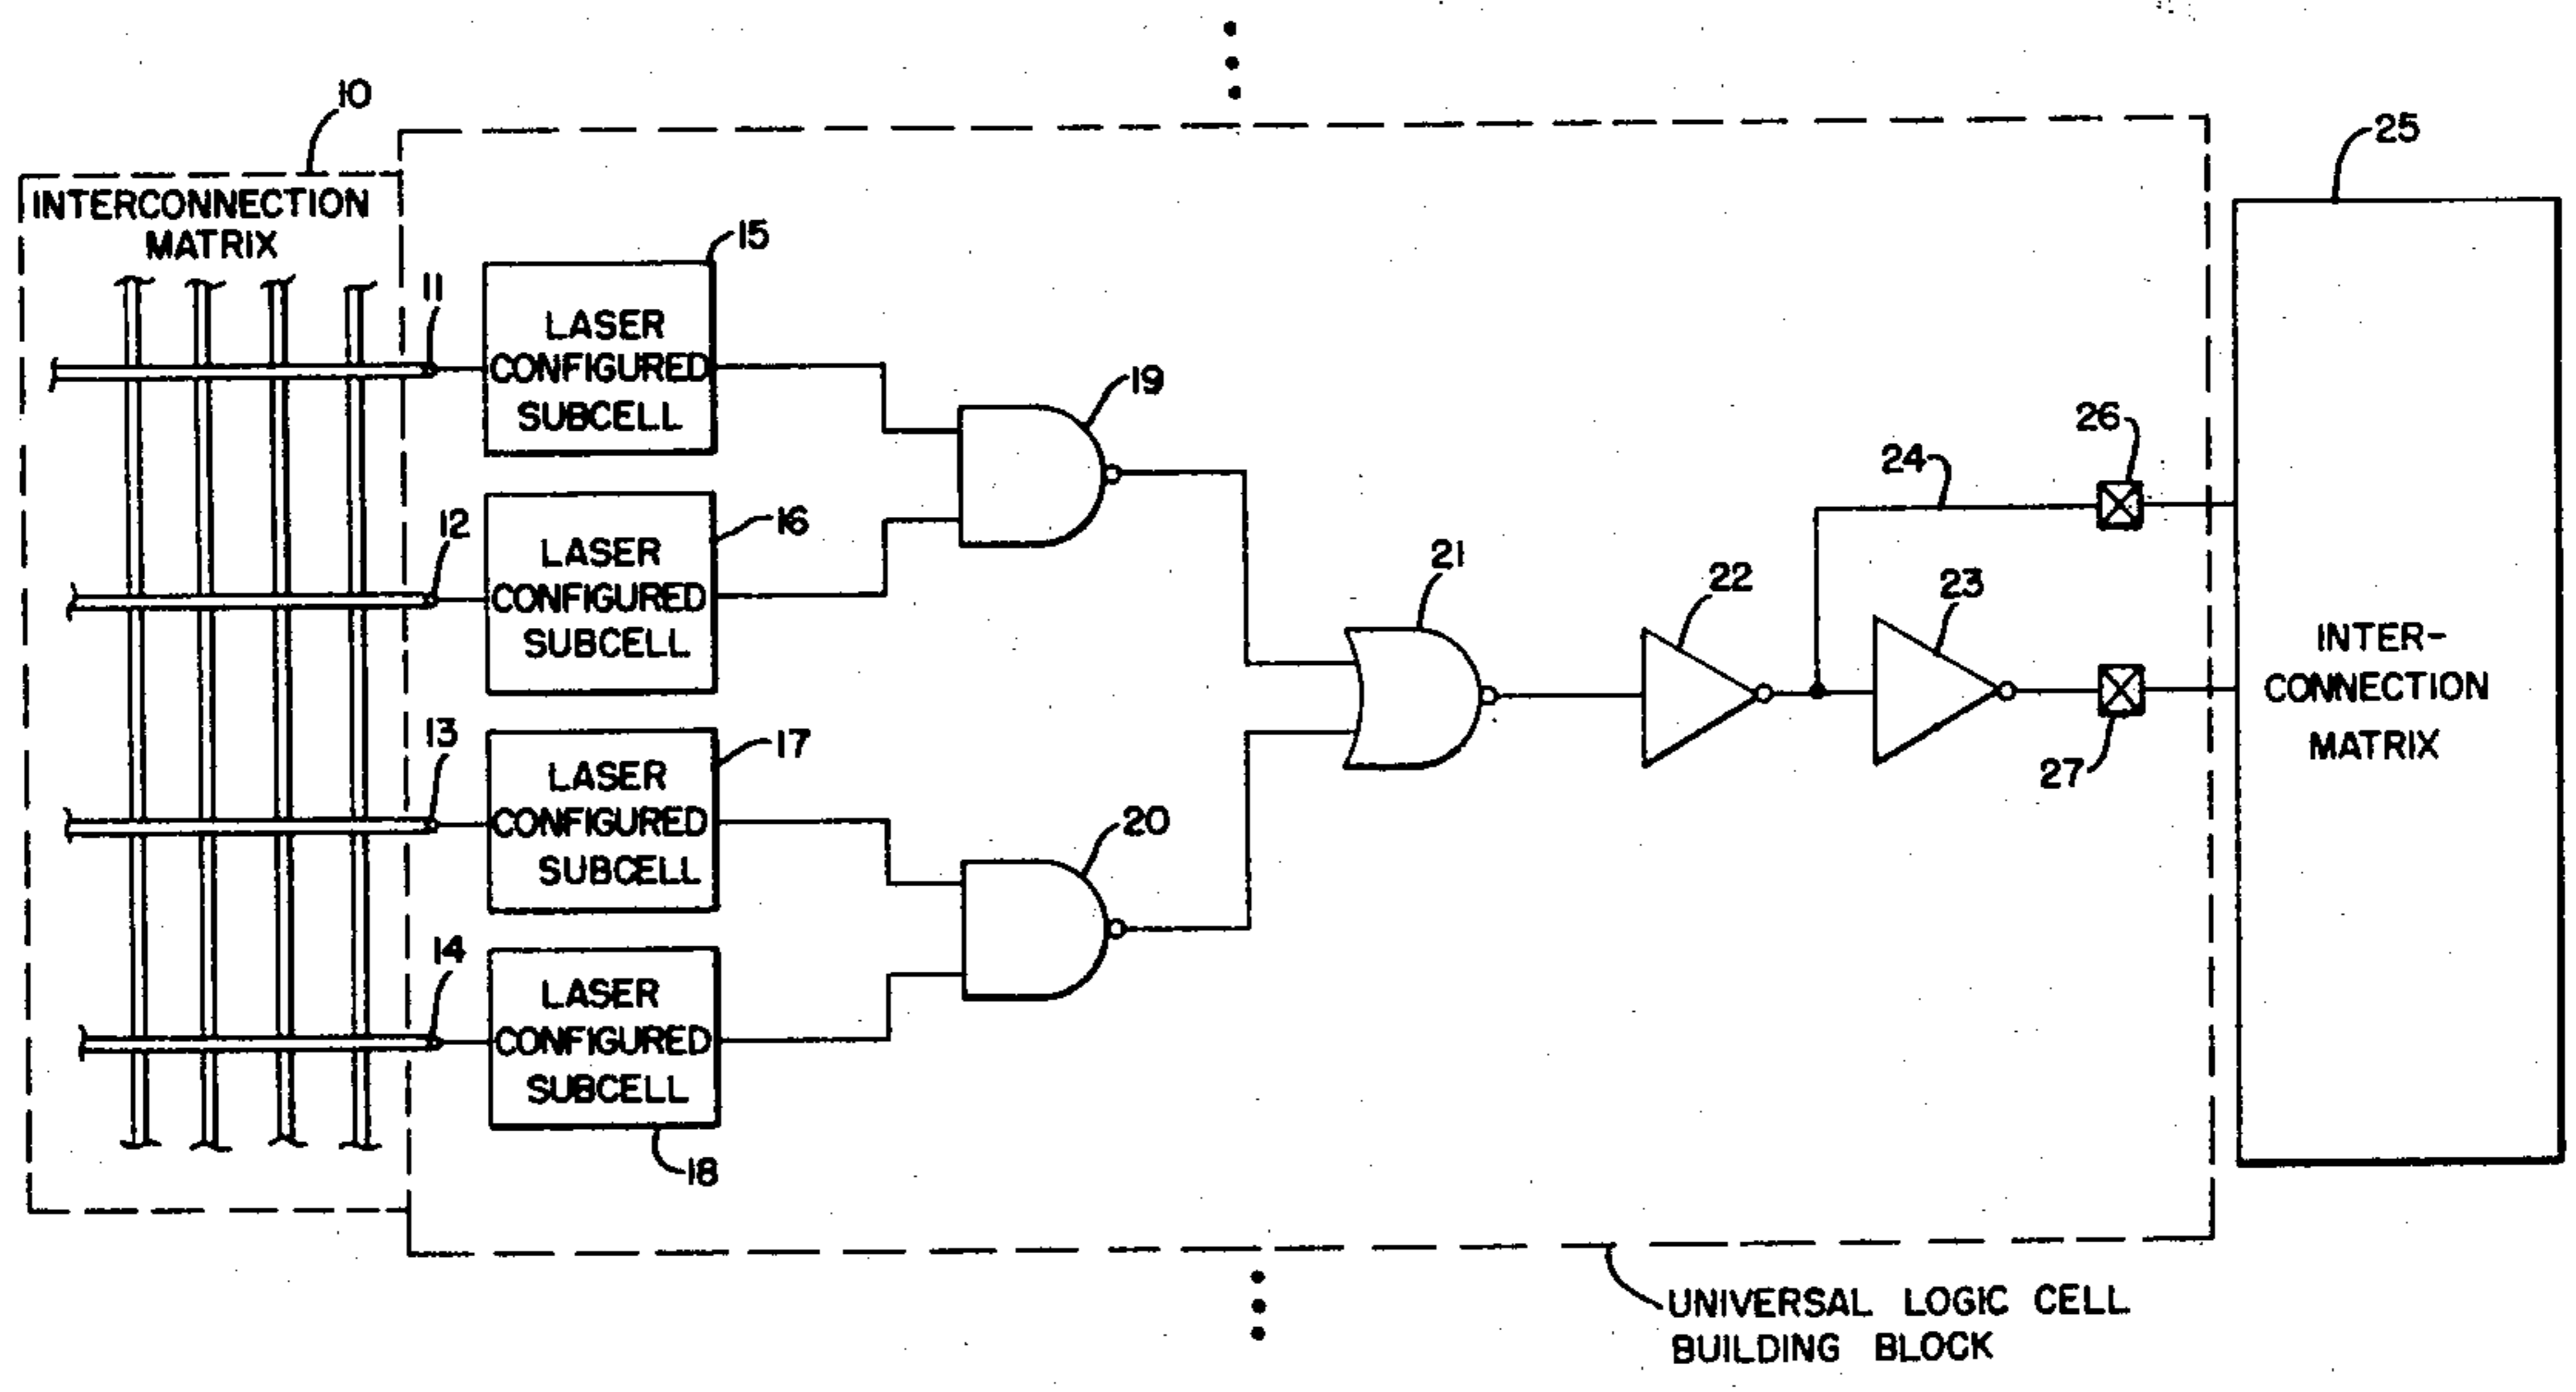 10
INTERCONNECTION
MATRIX
11
12
13
14
15
LASER
CONFIGURED
SUBCELL
16
LASER
CONFIGURED
SUBCELL
17
LASER
CONFIGURED
SUBCELL
LASER
CONFIGURED
SUBCELL
18
19
20
21
22
23
24
26
27
25
INTER-
CONNECTION
MATRIX
UNIVERSAL LOGIC CELL
BUILDING BLOCK